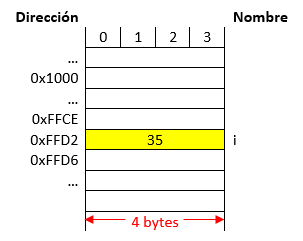 Dirección Nombre
0 1 2 3
...
0x1000
...
0xFFCE
0xFFD2 35 i
0xFFD6
...
4 bytes